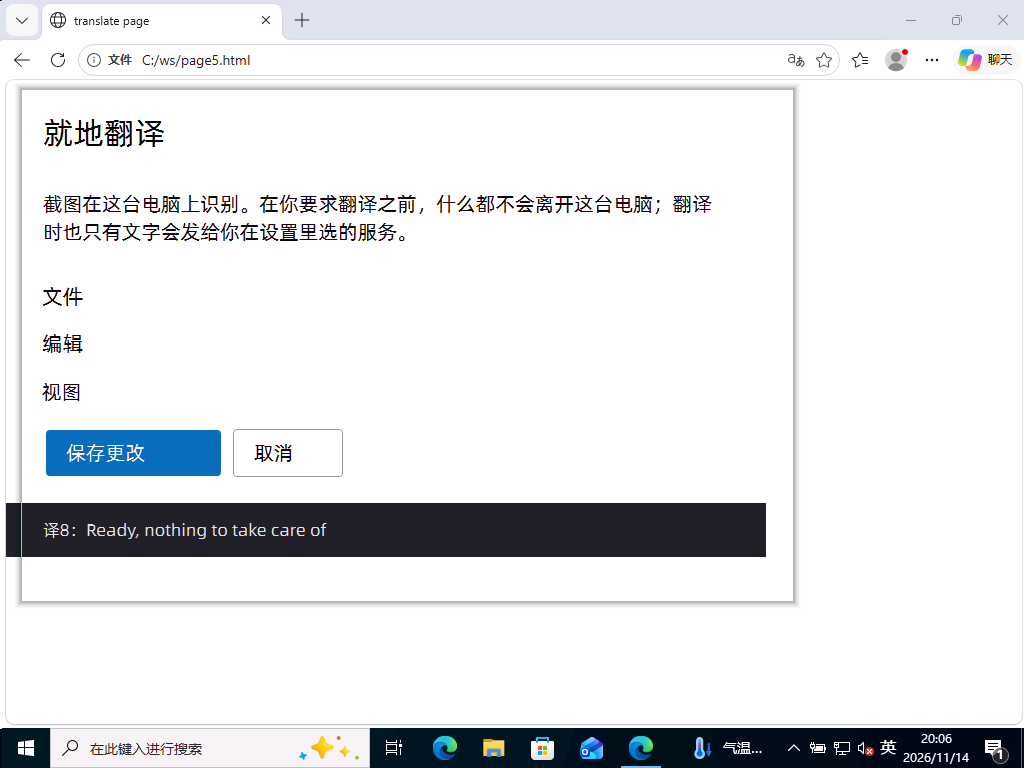 translate page
文件 C:/ws/page5.html
聊天
就地翻译
截图在这台电脑上识别。在你要求翻译之前，什么都不会离开这台电脑；翻译
时也只有文字会发给你在设置里选的服务。
文件
编辑
视图
保存更改 取消
译8：Ready, nothing to take care of
在此键入进行搜索
气温...
英
20:06
2026/11/14
1